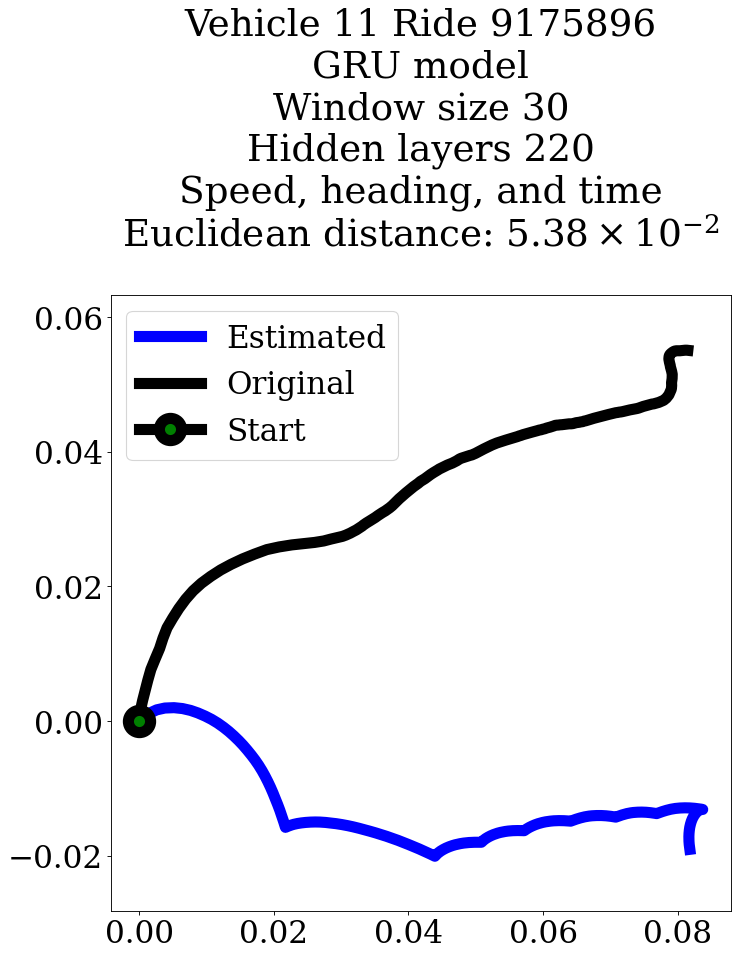 Vehicle 11 Ride 9175896
GRU model
Window size 30
Hidden layers 220
Speed, heading, and time
Euclidean distance: 5.38 × 10⁻²
0.06
0.04
0.02
0.00
−0.02
Estimated
Original
Start
0.00 0.02 0.04 0.06 0.08